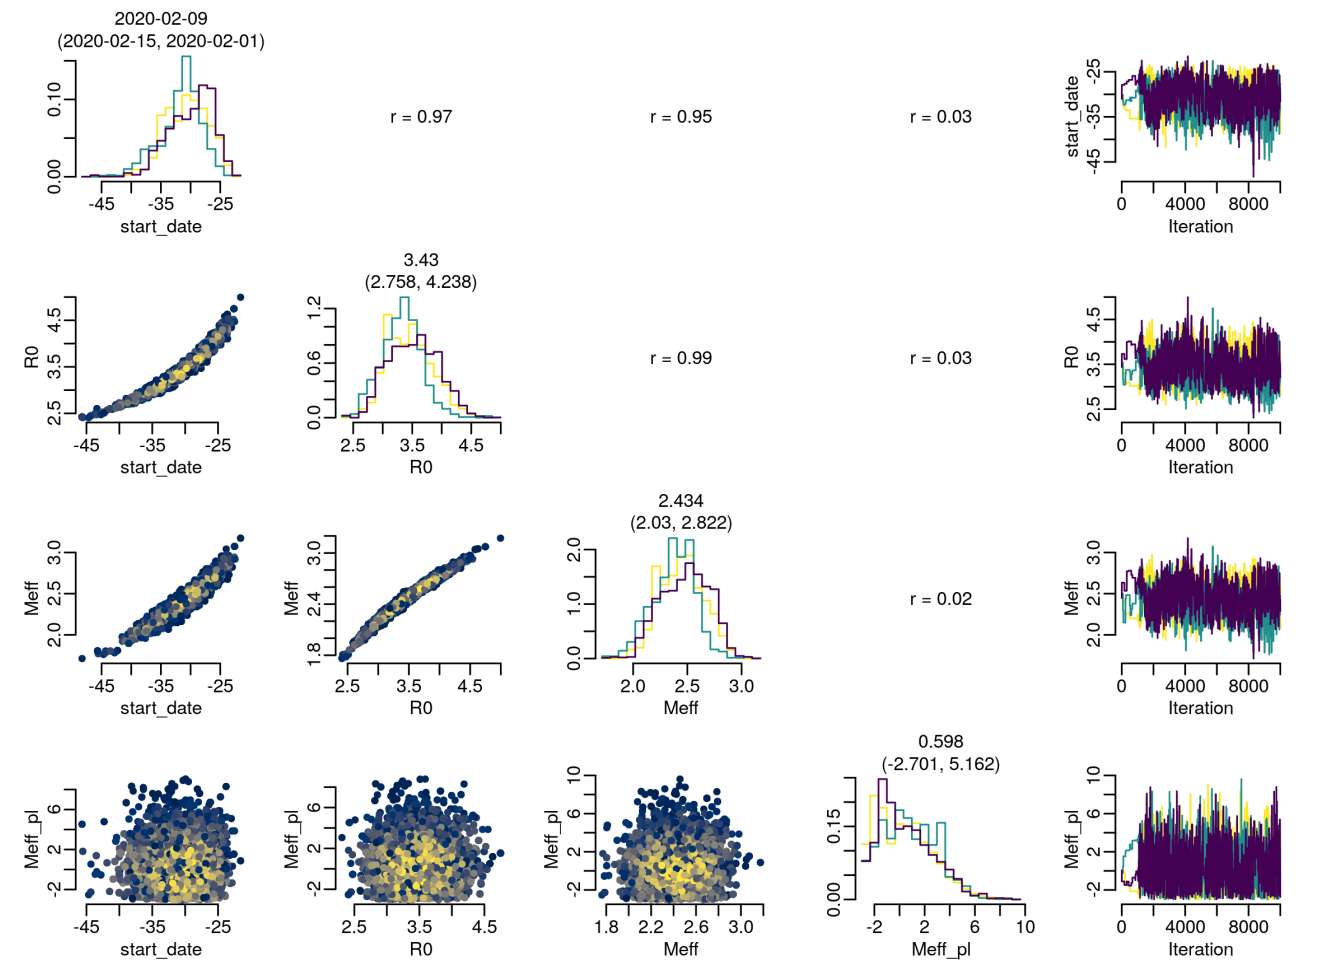 2020-02-09
(2020-02-15, 2020-02-01)
0.00 0.10
-45 -35 -25
start_date
r = 0.97
r = 0.95
r = 0.03
start_date
-45 -35 -25
0 4000 8000
Iteration
R0
2.5 3.5 4.5
-45 -35 -25
start_date
3.43
(2.758, 4.238)
0.0 0.6 1.2
2.5 3.5 4.5
R0
r = 0.99
r = 0.03
R0
2.5 3.5 4.5
0 4000 8000
Iteration
Meff
2.0 2.5 3.0
-45 -35 -25
start_date
Meff
1.8 2.4 3.0
2.5 3.5 4.5
R0
2.434
(2.03, 2.822)
0.0 1.0 2.0
2.0 2.5 3.0
Meff
r = 0.02
Meff
2.0 2.5 3.0
0 4000 8000
Iteration
Meff_pl
-2 2 6
-45 -35 -25
start_date
Meff_pl
-2 2 6
2.5 3.5 4.5
R0
Meff_pl
-2 2 6 10
1.8 2.2 2.6 3.0
Meff
0.598
(-2.701, 5.162)
0.00 0.15
-2 2 6 10
Meff_pl
Meff_pl
-2 2 6 10
0 4000 8000
Iteration